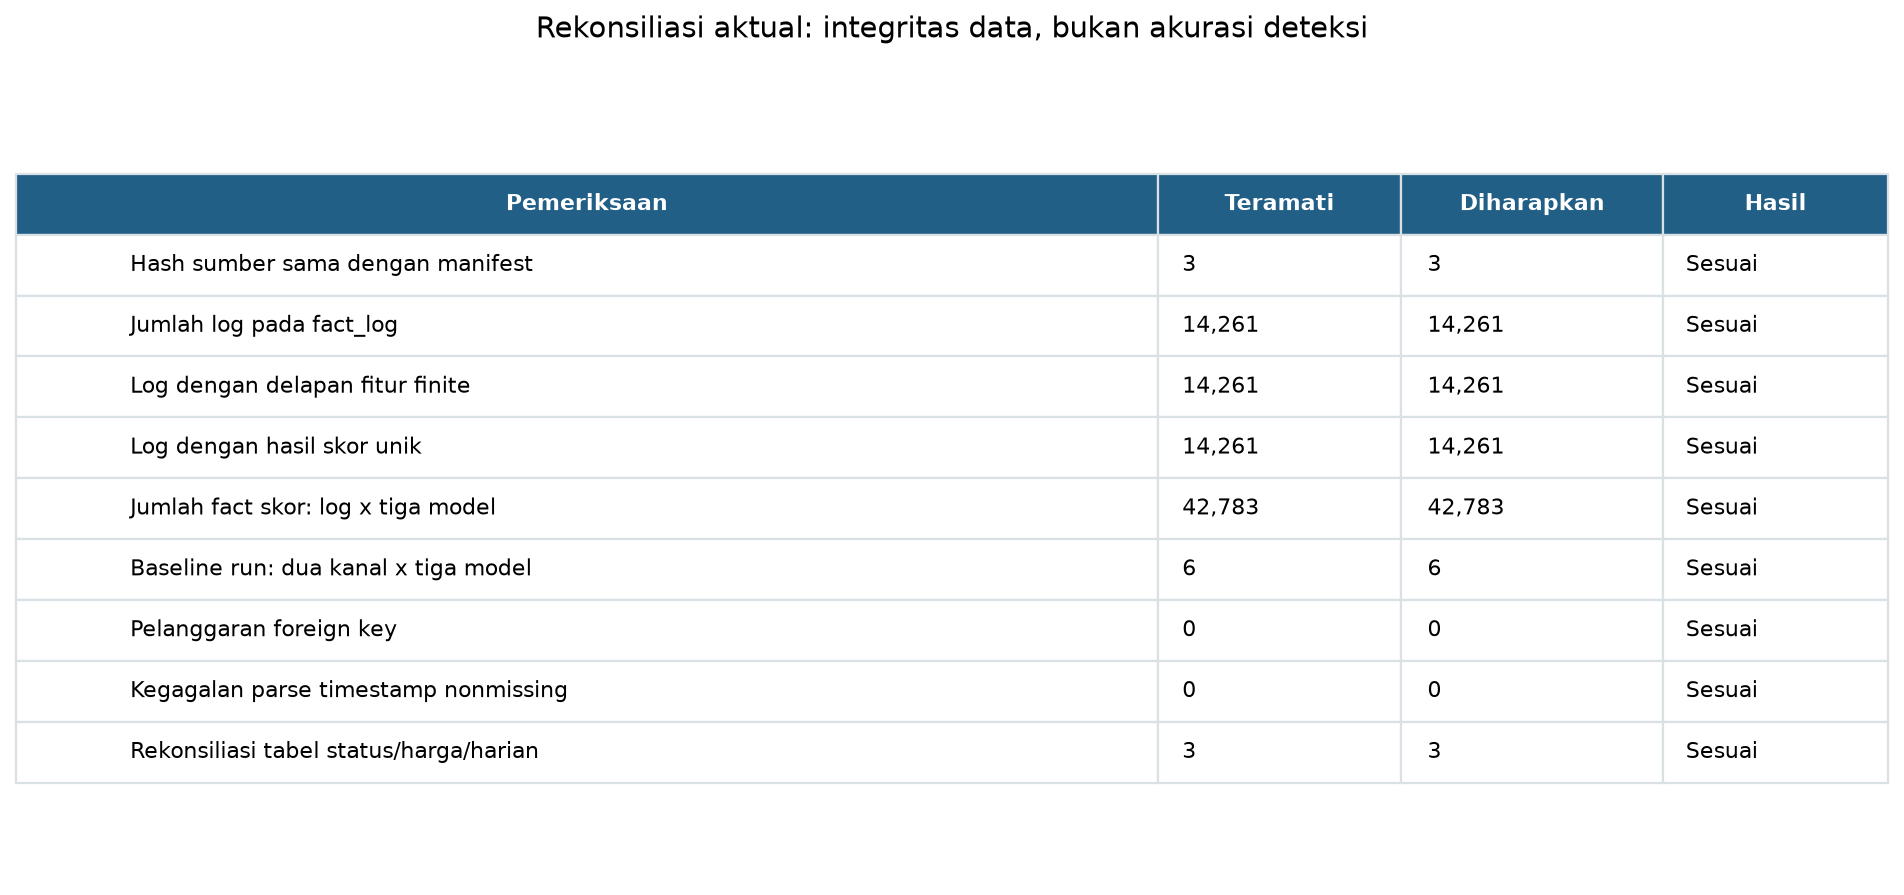 Rekonsiliasi aktual: integritas data, bukan akurasi deteksi
Pemeriksaan Teramati Diharapkan Hasil
Hash sumber sama dengan manifest 3 3 Sesuai
Jumlah log pada fact_log 14,261 14,261 Sesuai
Log dengan delapan fitur finite 14,261 14,261 Sesuai
Log dengan hasil skor unik 14,261 14,261 Sesuai
Jumlah fact skor: log x tiga model 42,783 42,783 Sesuai
Baseline run: dua kanal x tiga model 6 6 Sesuai
Pelanggaran foreign key 0 0 Sesuai
Kegagalan parse timestamp nonmissing 0 0 Sesuai
Rekonsiliasi tabel status/harga/harian 3 3 Sesuai